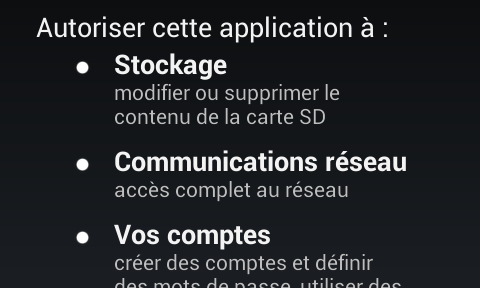 Autoriser cette application à :
Stockage
modifier ou supprimer le
contenu de la carte SD
Communications réseau
accès complet au réseau
Vos comptes
créer des comptes et définir
des mots de passe, utiliser des